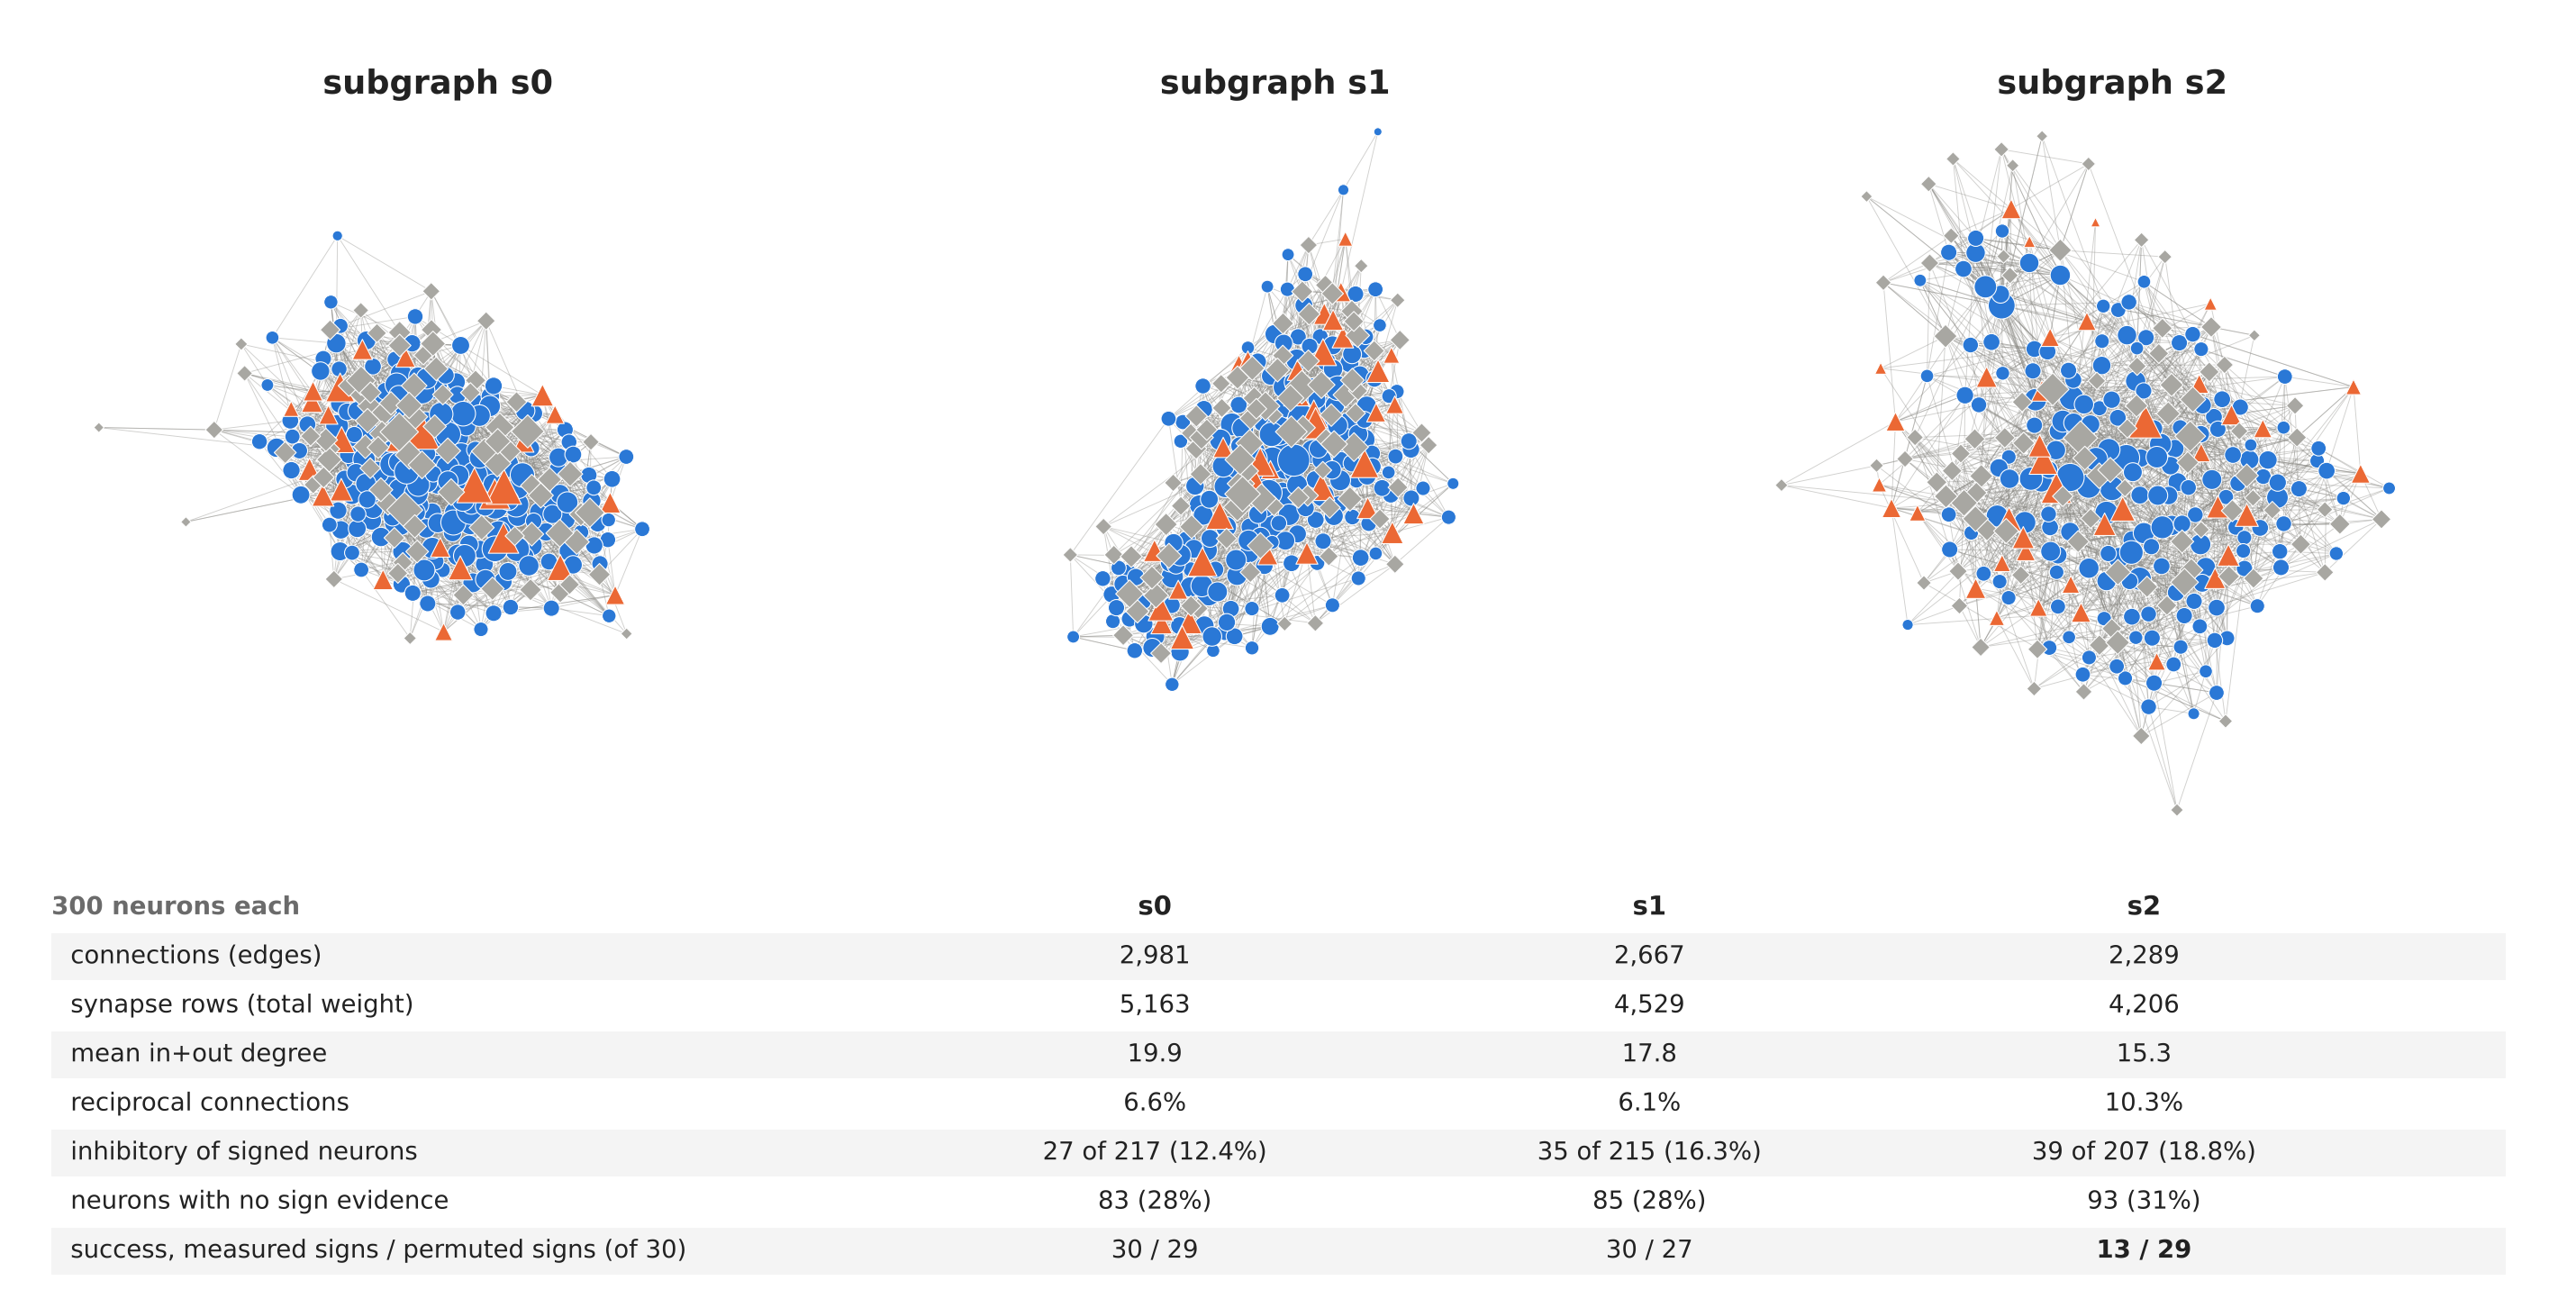 subgraph s0 subgraph s1 subgraph s2
300 neurons each s0 s1 s2
connections (edges) 2,981 2,667 2,289
synapse rows (total weight) 5,163 4,529 4,206
mean in+out degree 19.9 17.8 15.3
reciprocal connections 6.6% 6.1% 10.3%
inhibitory of signed neurons 27 of 217 (12.4%) 35 of 215 (16.3%) 39 of 207 (18.8%)
neurons with no sign evidence 83 (28%) 85 (28%) 93 (31%)
success, measured signs / permuted signs (of 30) 30 / 29 30 / 27 13 / 29